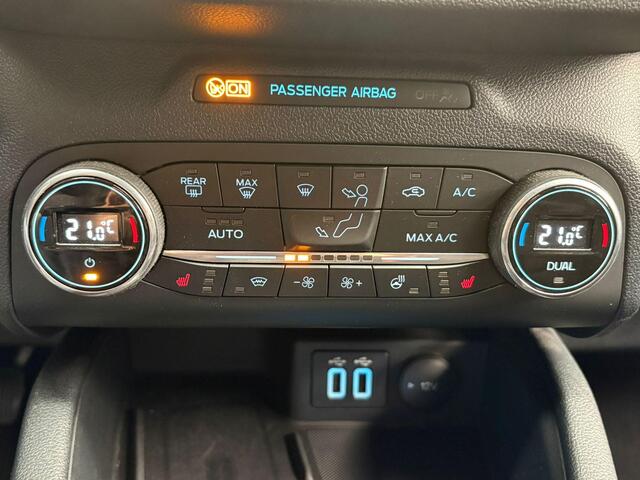 ON PASSENGER AIRBAG OFF
REAR MAX A/C
21.0°C AUTO MAX A/C 21.0°C
DUAL
- +
12V